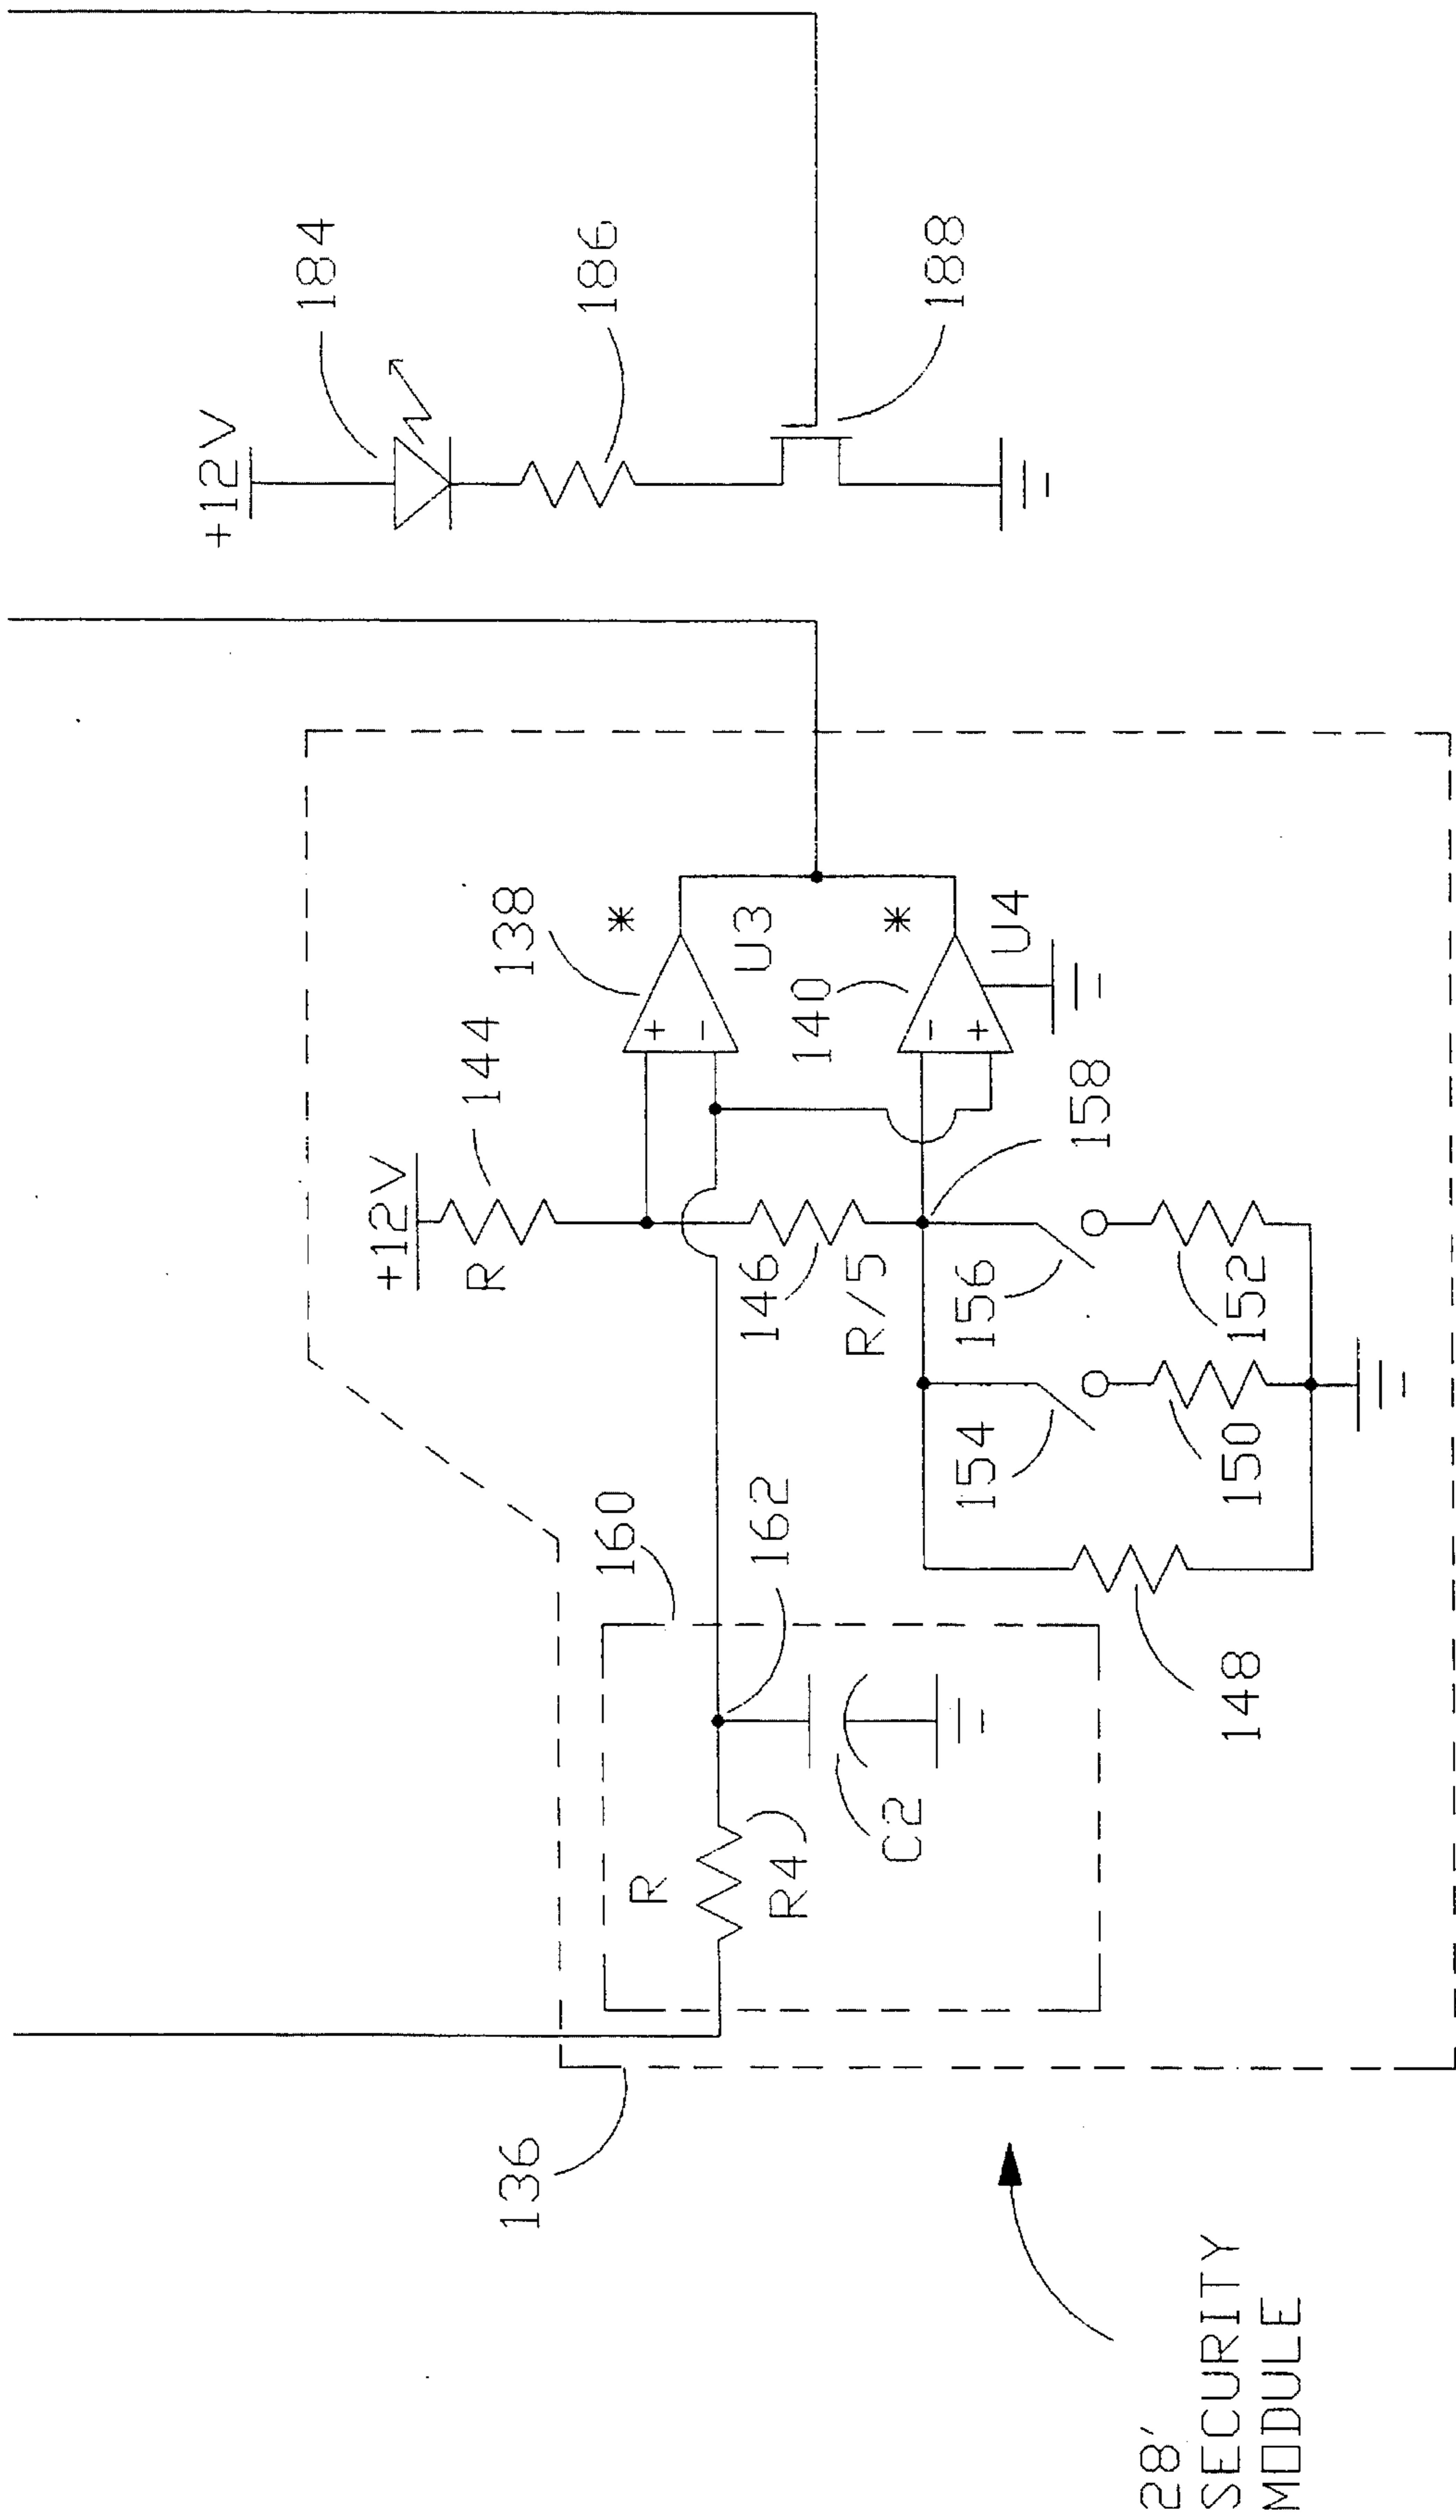 +12V
184
186
188
138
*
U3
140
*
U4
144
+12V
R
+
-
-
+
146
R/5
158
156
152
154
150
160
162
148
R
R4
C2
136
28'
SECURITY
MODULE